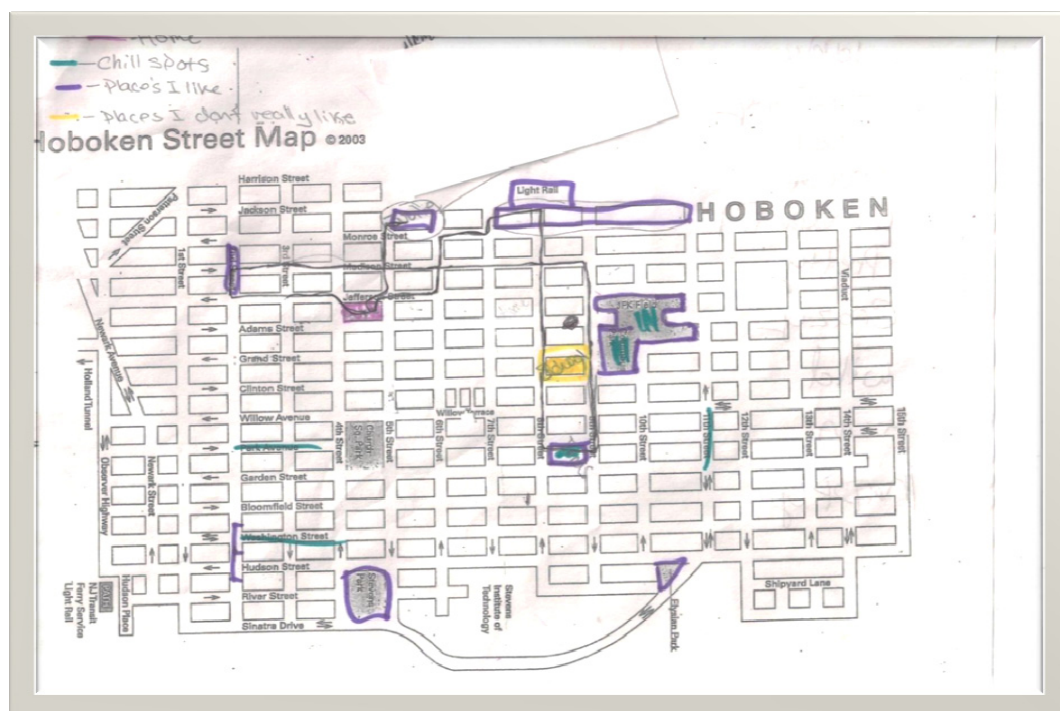 -Home
-Chill spots
-Place's I like
-Places I dont really like
Hoboken Street Map © 2003
Harrison Street
Jackson Street
Light Rail
HOBOKEN
Paterson Street
Monroe Street
1st Street
3rd Street
Madison Street
Jefferson Street
Viaduct
Adams Street
Newark Avenue
Grand Street
Holland Tunnel
Clinton Street
Willow Avenue
Willow Terrace
4th Street
Church Sq. Park
5th Street
6th Street
7th Street
8th Street
10th Street
11th Street
12th Street
13th Street
14th Street
15th Street
Park Avenue
Observer Highway
Newark Street
Garden Street
Bloomfield Street
Washington Street
Hudson Street
River Street
Sinatra Drive
Hudson Place
PATH
NJ Transit
Ferry Service
Light Rail
Stevens
Park
Stevens
Institute of
Technology
Elysian Park
Shipyard Lane